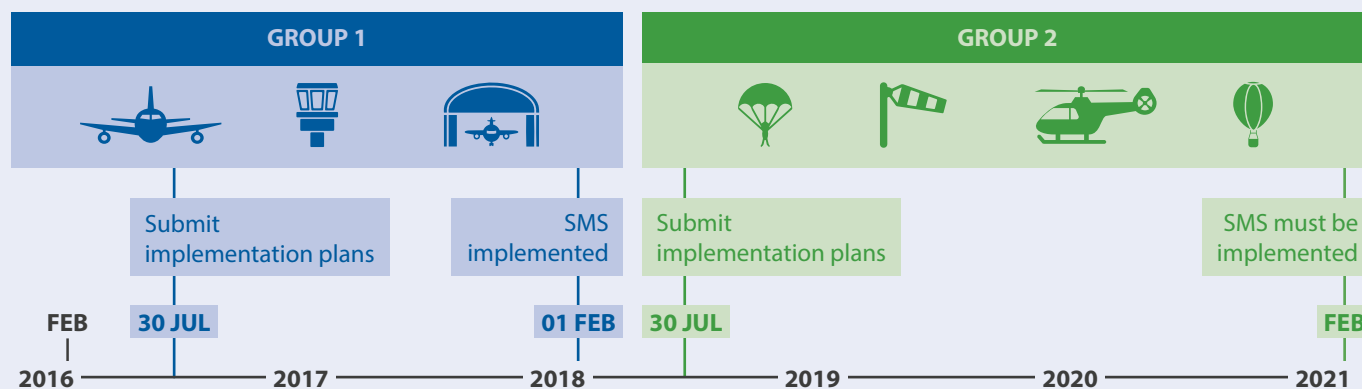 GROUP 1
GROUP 2
Submit
implementation plans
SMS
implemented
Submit
implementation plans
SMS must be
implemented
FEB
30 JUL
01 FEB
30 JUL
FEB
2016
2017
2018
2019
2020
2021